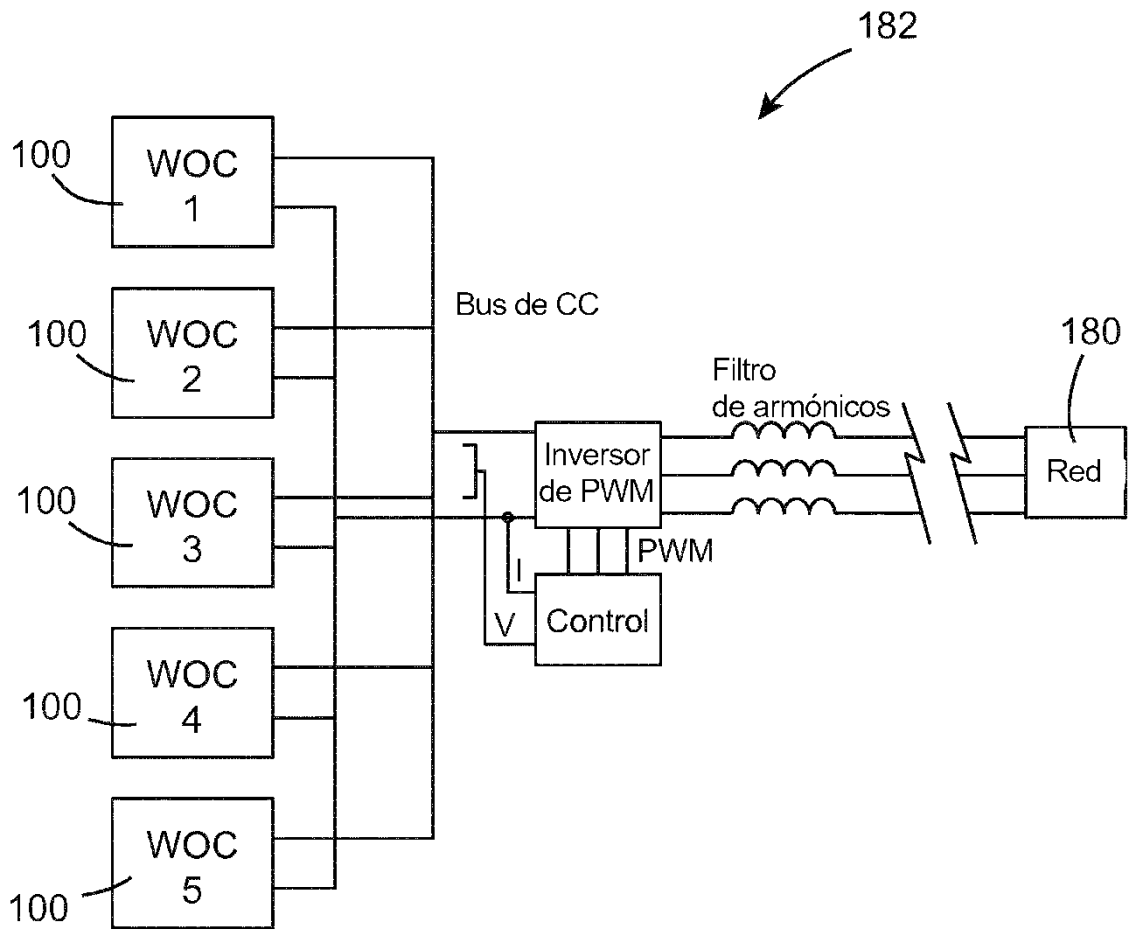 182
100
WOC
1
100
WOC
2
Bus de CC
180
Filtro
de armónicos
100
WOC
3
Inversor
de PWM
Red
PWM
I
V
Control
100
WOC
4
100
WOC
5